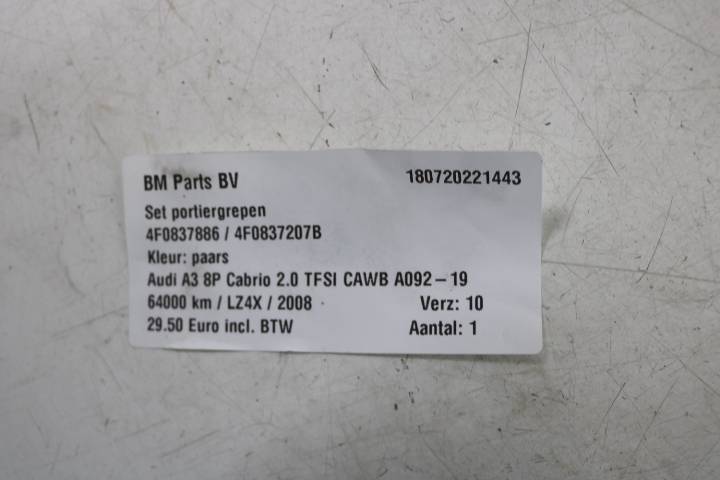 BM Parts BV 180720221443
Set portiergrepen
4F0837886 / 4F0837207B
Kleur: paars
Audi A3 8P Cabrio 2.0 TFSI CAWB A092-19
64000 km / LZ4X / 2008 Verz: 10
29.50 Euro incl. BTW Aantal: 1